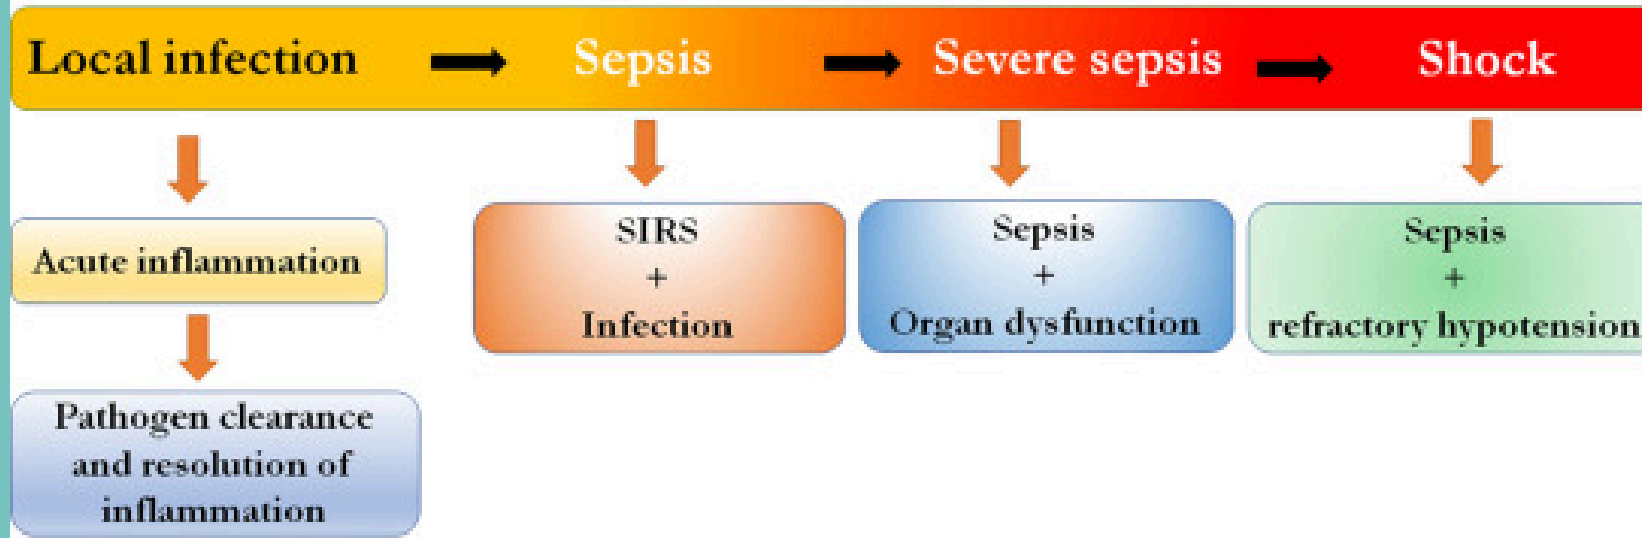 Local infection
Sepsis
Severe sepsis
Shock
Acute inflammation
Pathogen clearance
and resolution of
inflammation
SIRS
+
Infection
Sepsis
+
Organ dysfunction
Sepsis
+
refractory hypotension